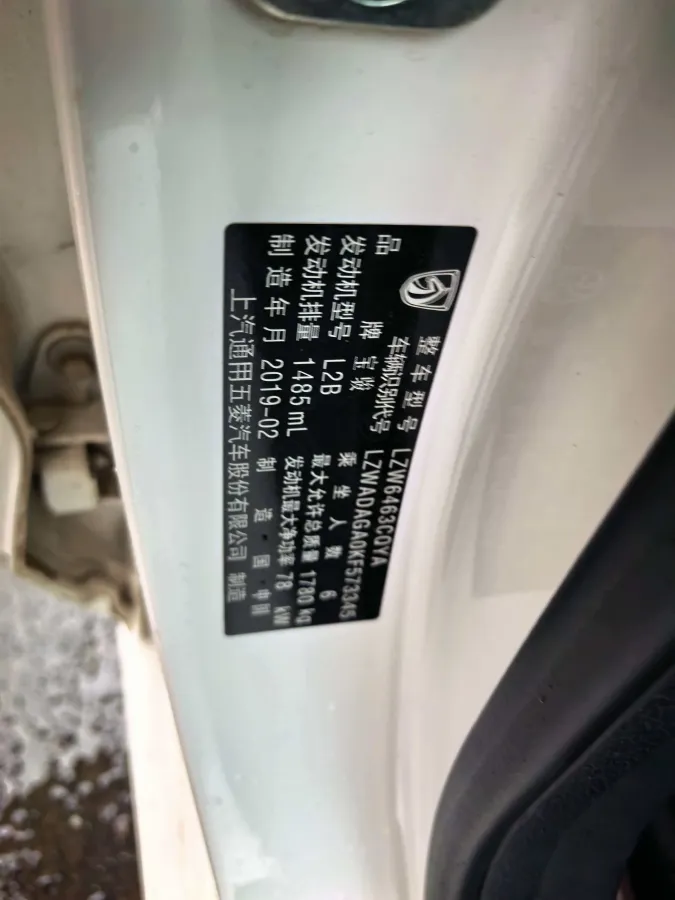 整车型号 LZW6463CQYA
车辆识别代号 LZWADAGA0KF573345
品牌 宝骏 乘坐人数 6
发动机型号 L2B 最大允许总质量 1780 kg
发动机排量 1485 mL 发动机最大净功率 78 kW
制造年月 2019-02 制造·中国
上汽通用五菱汽车股份有限公司 制造